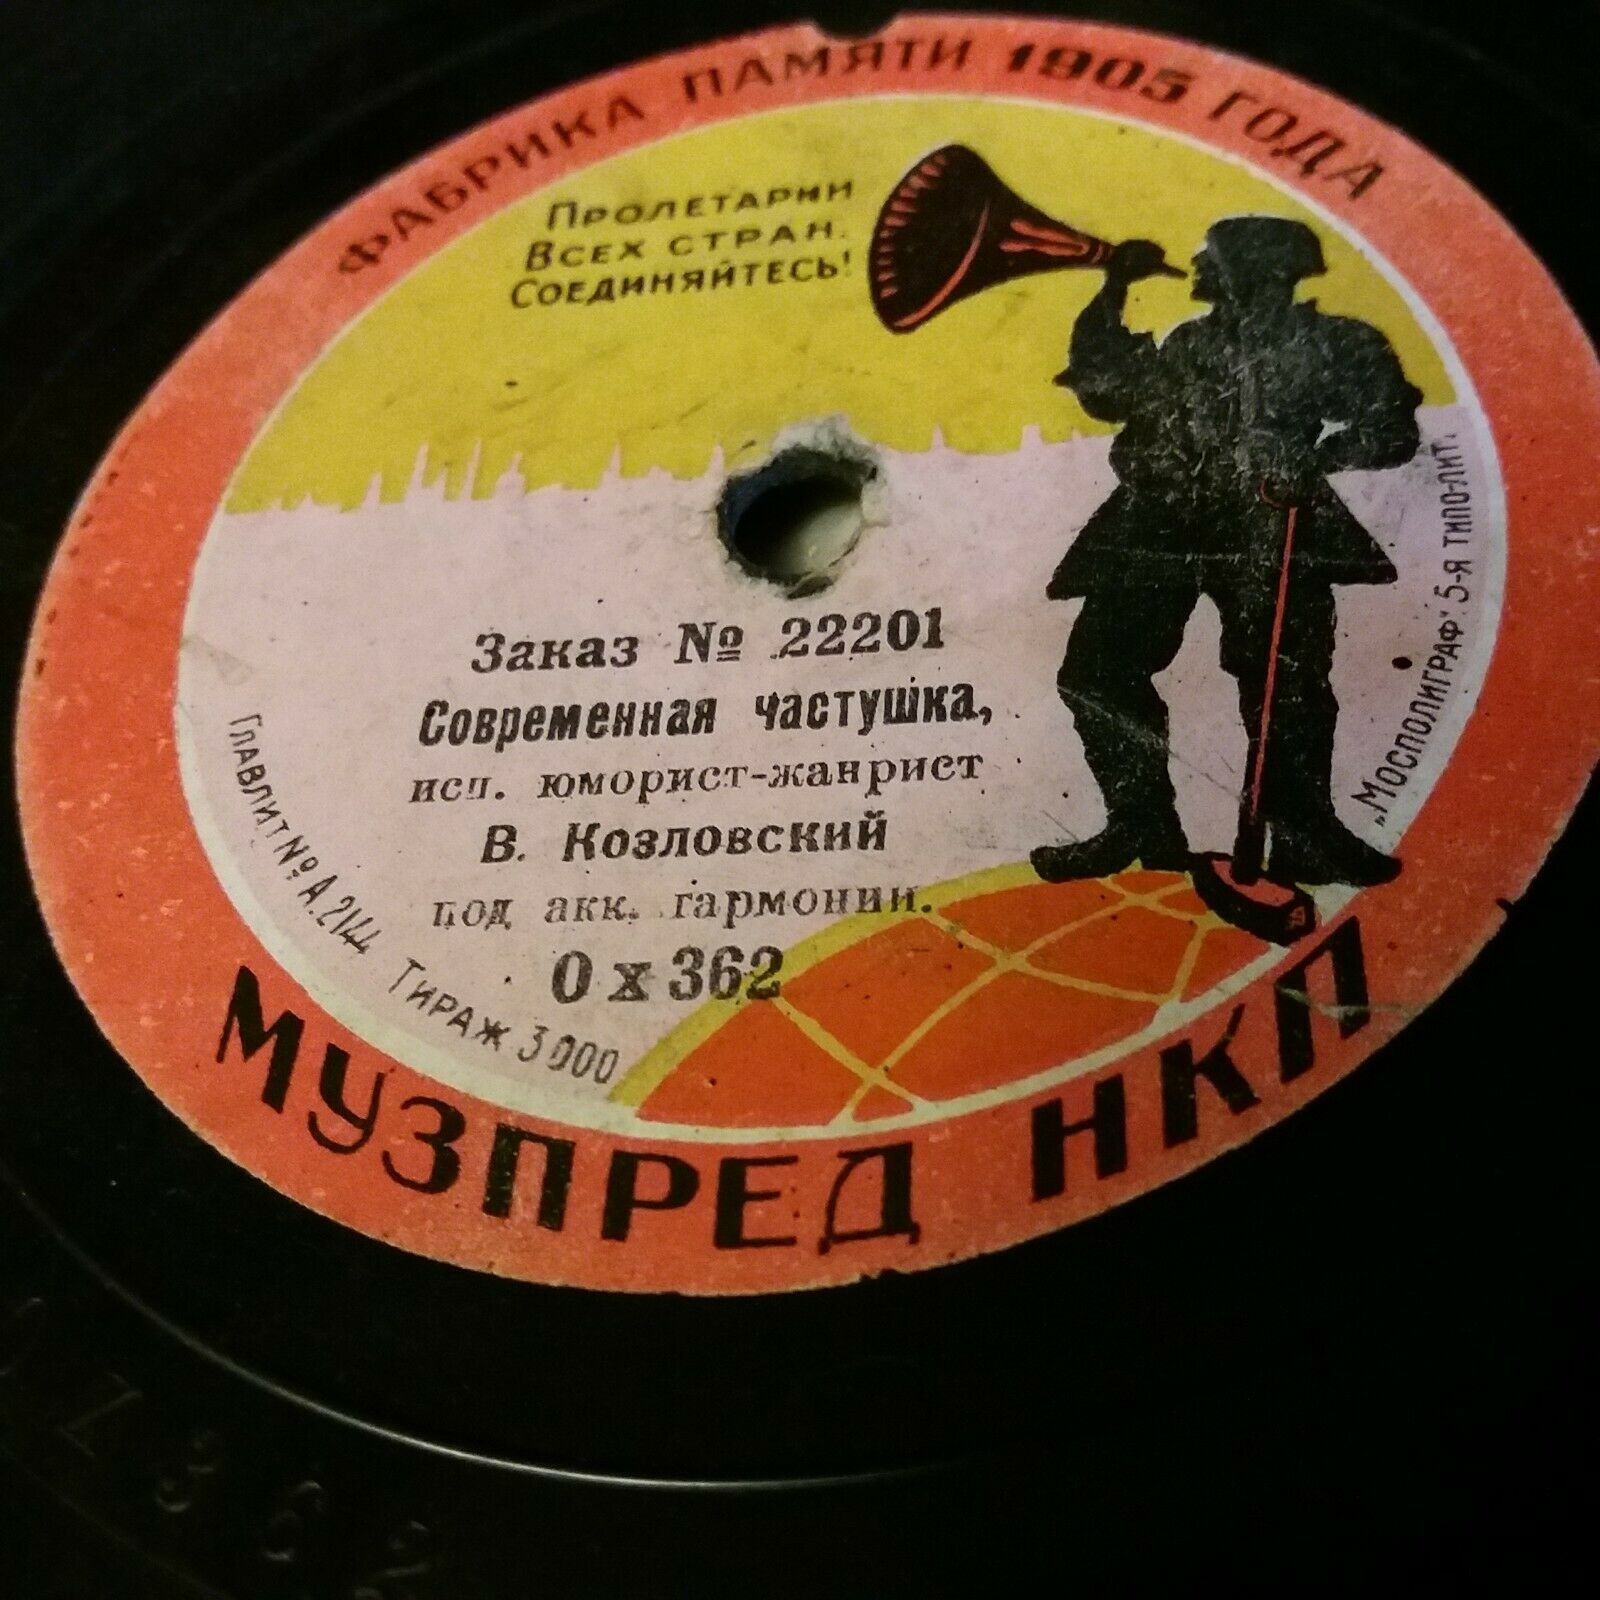 ФАБРИКА ПАМЯТИ 1905 ГОДА
ПРОЛЕТАРИИ
ВСЕХ СТРАН.
СОЕДИНЯЙТЕСЬ!
Заказ № 22201
Современная частушка,
исп. юморист-жанрист
В. Козловский
под акк. гармонии.
0 x 362
ГЛАВЛИТ № А.2144 ТИРАЖ 3000
„МОСПОЛИГРАФ“ 5-я ТИПО-ЛИТ.
МУЗПРЕД НКП
362